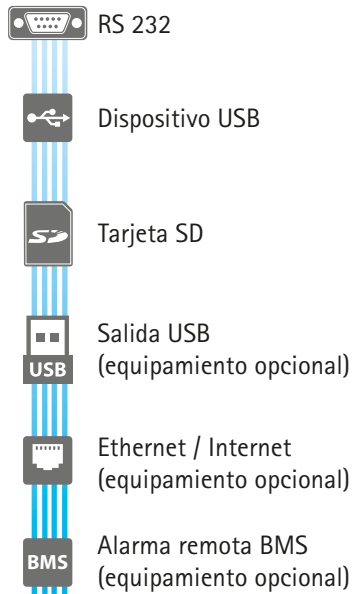 RS 232
Dispositivo USB
SD
Tarjeta SD
Salida USB
(equipamiento opcional)
USB
Ethernet / Internet
(equipamiento opcional)
BMS
Alarma remota BMS
(equipamiento opcional)